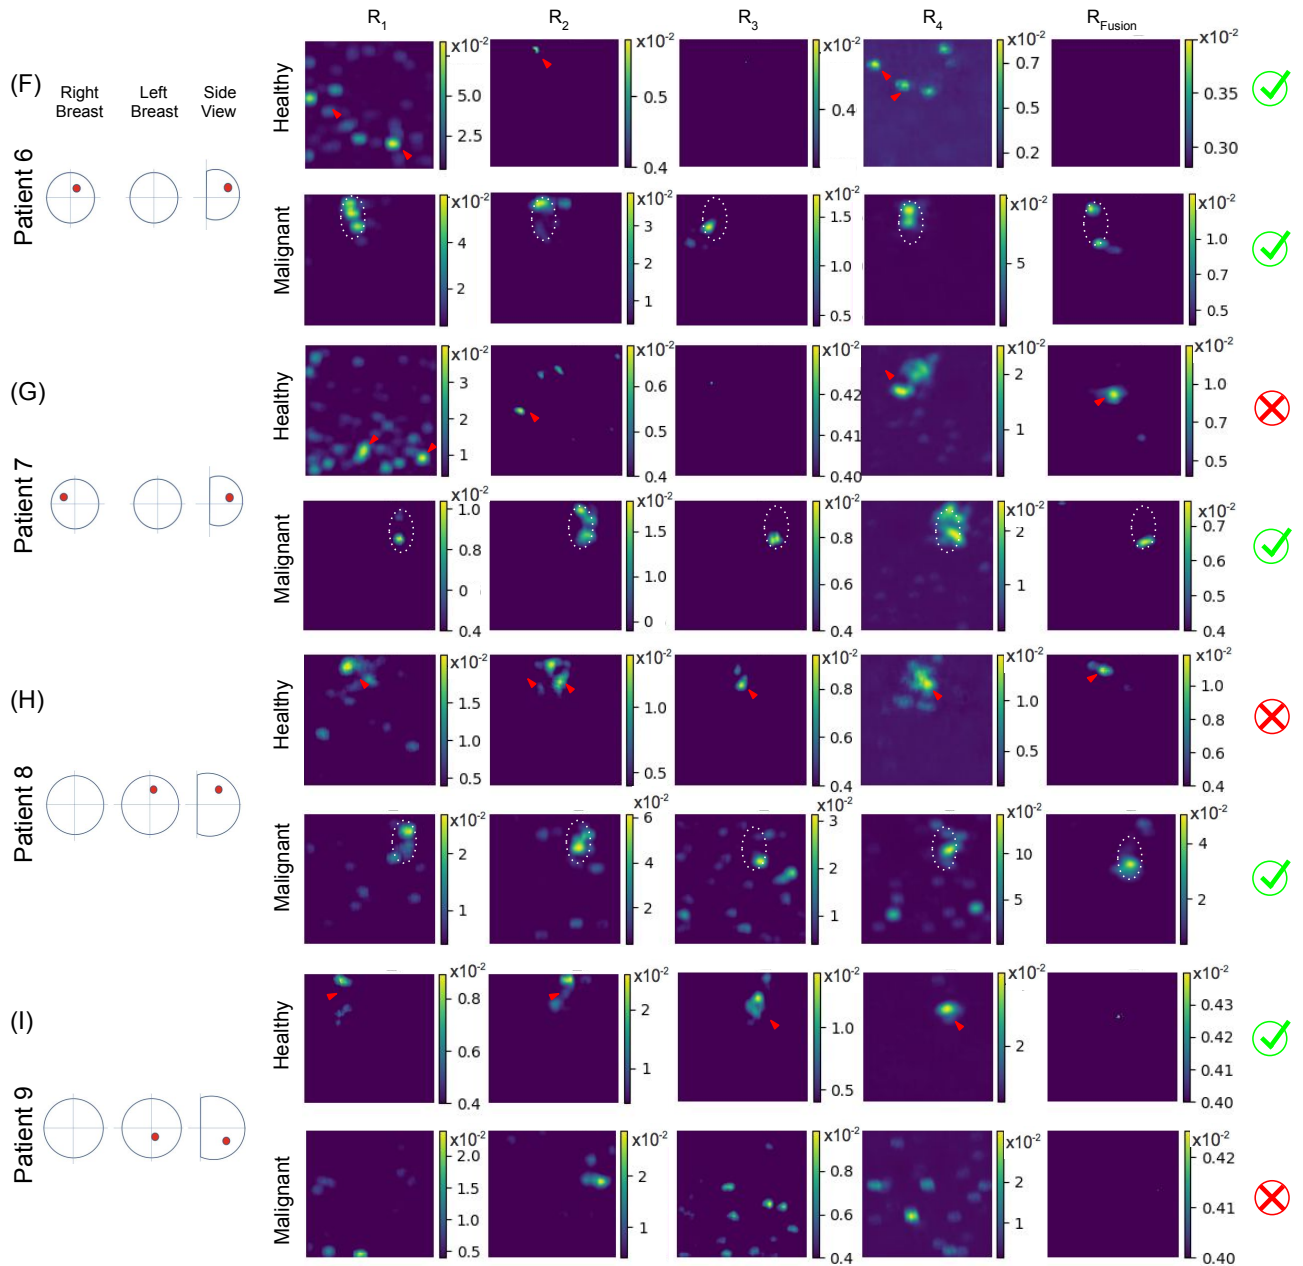 R1 R2 R3 R4 RFusion
(F)
Right Breast Left Breast Side View
Patient 6
Healthy
x10-2 7.5 5.0 2.5
x10-2 0.5 0.4
x10-2 0.4
x10-2 0.7 0.5 0.2
x10-2 0.35 0.30
Malignant
x10-2 4 2
x10-2 3 2 1
x10-2 1.5 1.0 0.5
x10-2 5
x10-2 1.0 0.7 0.4
(G)
Patient 7
Healthy
x10-2 3 2 1
x10-2 0.6 0.5 0.4
x10-2 0.42 0.41 0.40
x10-2 2 1
x10-2 1.0 0.7 0.4
Malignant
x10-2 1.0 0.8 0 0.4
x10-2 1.5 1.0 0
x10-2 0.8 0.6 0.4
x10-2 2 1
x10-2 0.7 0.6 0.5 0.4
(H)
Patient 8
Healthy
x10-2 1.5 1.0 0.5
x10-2 1.5 1.0 0.5
x10-2 1.0 0.8 0.6 0.4
x10-2 1.0 0.5
x10-2 1.0 0.8 0.6 0.4
Malignant
x10-2 2 1
x10-2 6 4 2
x10-2 3 2 1
x10-2 10 5
x10-2 4 2
(I)
Patient 9
Healthy
x10-2 0.8 0.6 0.4
x10-2 2 1
x10-2 1.0 0.5
x10-2 2
x10-2 0.43 0.42 0.41 0.40
Malignant
x10-2 2.0 1.5 1.0 0.5
x10-2 2 1
x10-2 0.8 0.6 0.4
x10-2 3 2 1
x10-2 0.42 0.41 0.40